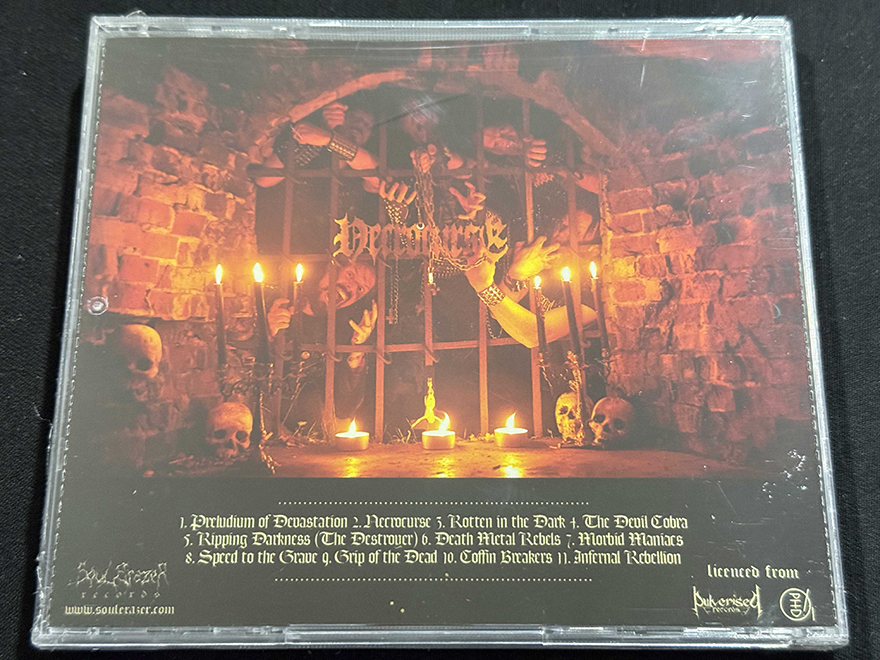 Necrocurse
1. Preludium of Devastation 2. Necrocurse 3. Rotten in the Dark 4. The Devil Cobra
5. Ripping Darkness (The Destroyer) 6. Death Metal Rebels 7. Morbid Maniacs
8. Speed to the Grave 9. Grip of the Dead 10. Coffin Breakers 11. Infernal Rebellion
Soul Erazer
records
www.soulerazer.com
licenced from
Pulverised
records
PHD